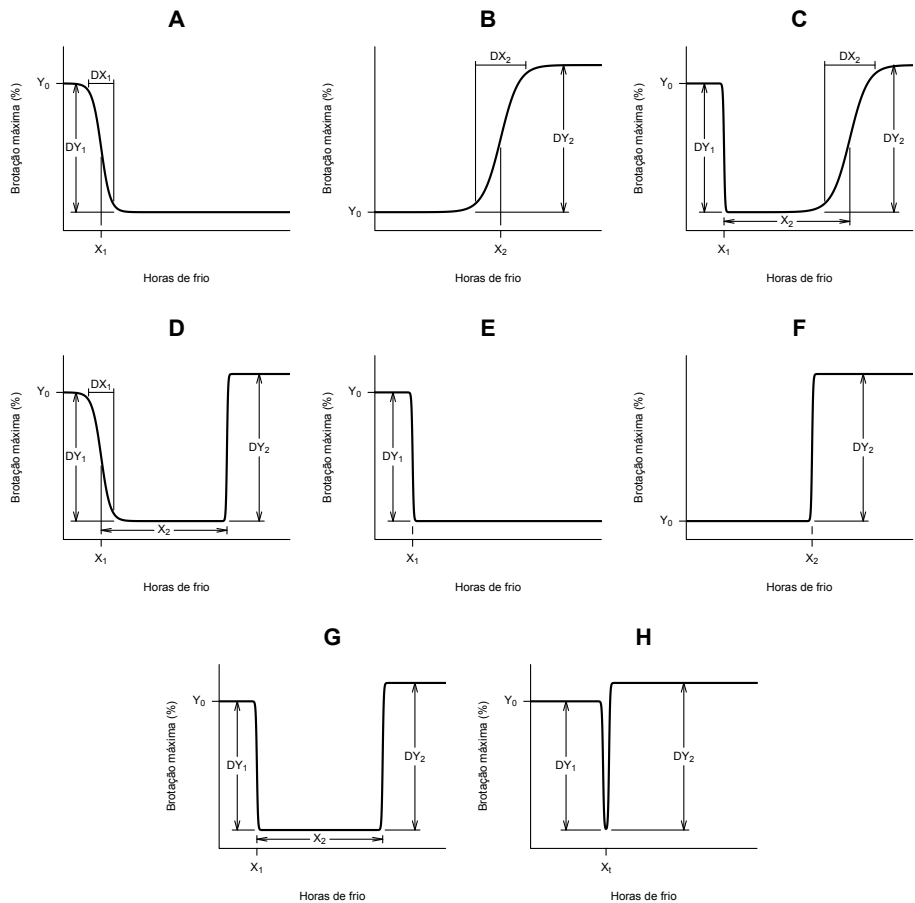 A
B
C
Brotação máxima (%)
Y0
DX1
DY1
X1
Horas de frio
Brotação máxima (%)
Y0
DX2
DY2
X2
Horas de frio
Brotação máxima (%)
Y0
DX2
DY1
DY2
X2
X1
Horas de frio
D
E
F
Brotação máxima (%)
Y0
DX1
DY1
DY2
X2
X1
Horas de frio
Brotação máxima (%)
Y0
DY1
X1
Horas de frio
Brotação máxima (%)
DY2
Y0
X2
Horas de frio
G
H
Brotação máxima (%)
Y0
DY1
DY2
X2
X1
Horas de frio
Brotação máxima (%)
Y0
DY1
DY2
Xt
Horas de frio